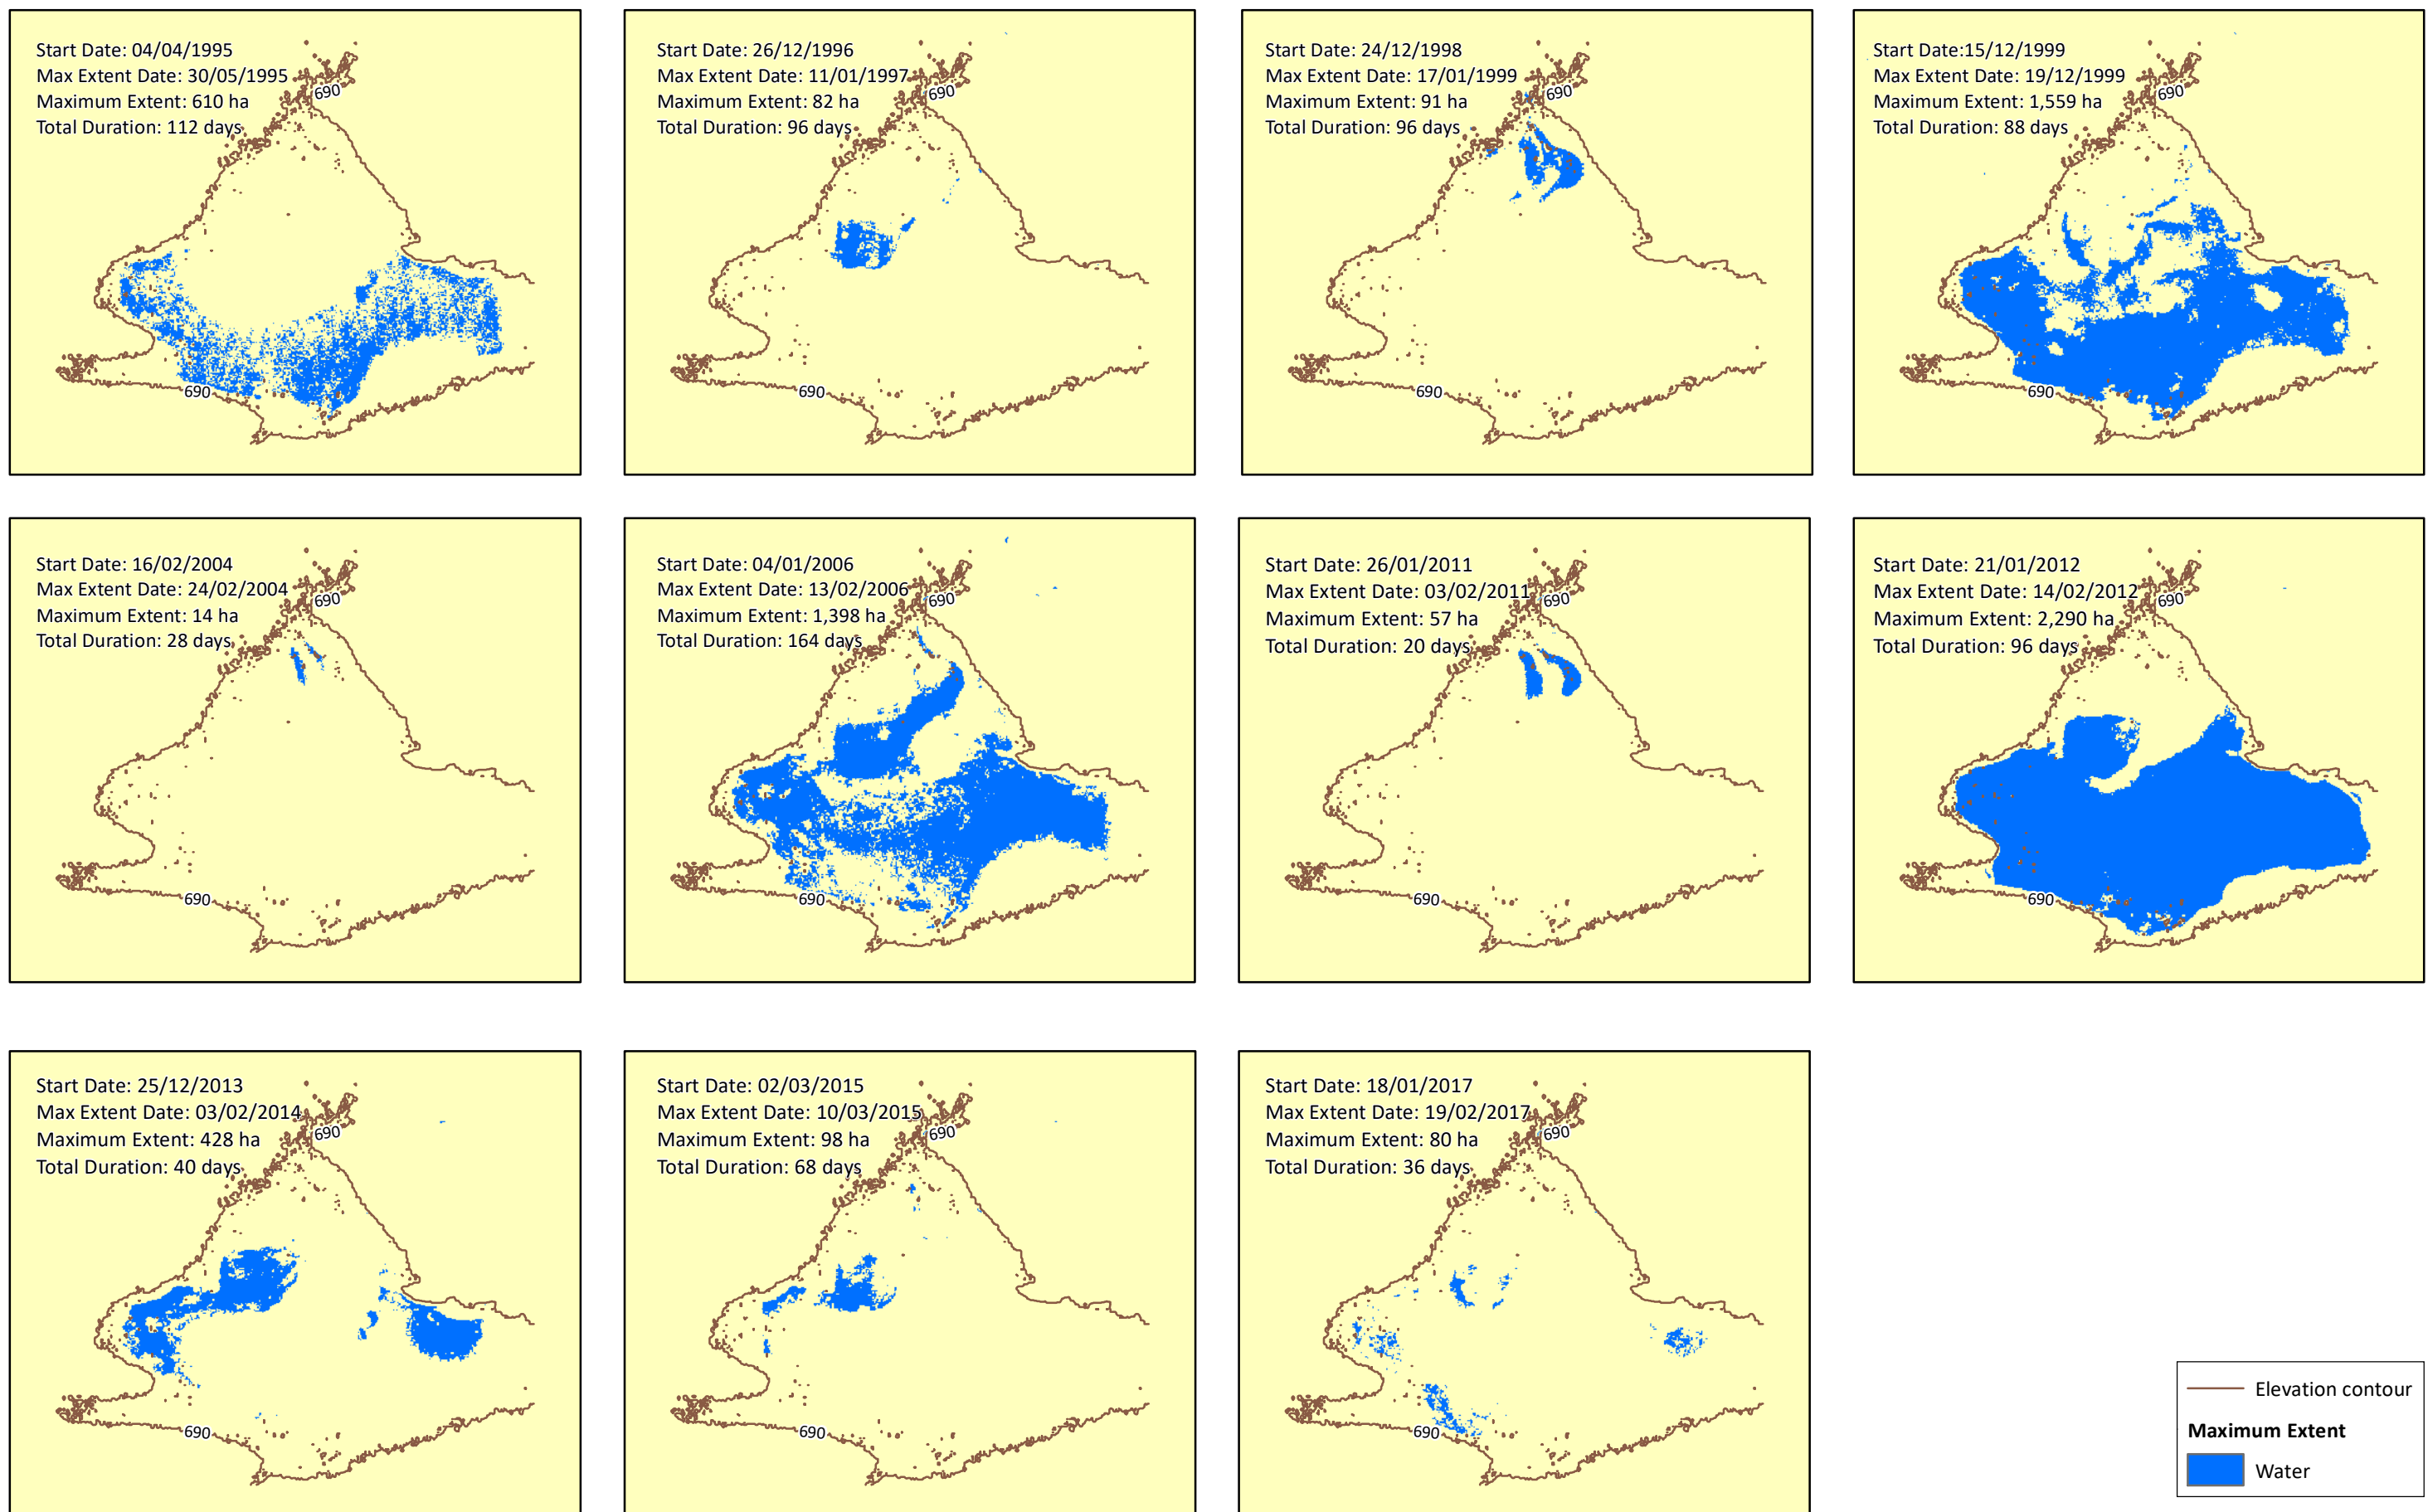 Start Date: 04/04/1995
Max Extent Date: 30/05/1995
Maximum Extent: 610 ha
Total Duration: 112 days
690
690
Start Date: 26/12/1996
Max Extent Date: 11/01/1997
Maximum Extent: 82 ha
Total Duration: 96 days
690
690
Start Date: 24/12/1998
Max Extent Date: 17/01/1999
Maximum Extent: 91 ha
Total Duration: 96 days
690
690
Start Date:15/12/1999
Max Extent Date: 19/12/1999
Maximum Extent: 1,559 ha
Total Duration: 88 days
690
690
Start Date: 16/02/2004
Max Extent Date: 24/02/2004
Maximum Extent: 14 ha
Total Duration: 28 days
690
690
Start Date: 04/01/2006
Max Extent Date: 13/02/2006
Maximum Extent: 1,398 ha
Total Duration: 164 days
690
690
Start Date: 26/01/2011
Max Extent Date: 03/02/2011
Maximum Extent: 57 ha
Total Duration: 20 days
690
690
Start Date: 21/01/2012
Max Extent Date: 14/02/2012
Maximum Extent: 2,290 ha
Total Duration: 96 days
690
690
Start Date: 25/12/2013
Max Extent Date: 03/02/2014
Maximum Extent: 428 ha
Total Duration: 40 days
690
690
Start Date: 02/03/2015
Max Extent Date: 10/03/2015
Maximum Extent: 98 ha
Total Duration: 68 days
690
690
Start Date: 18/01/2017
Max Extent Date: 19/02/2017
Maximum Extent: 80 ha
Total Duration: 36 days
690
690
Elevation contour
Maximum Extent
Water